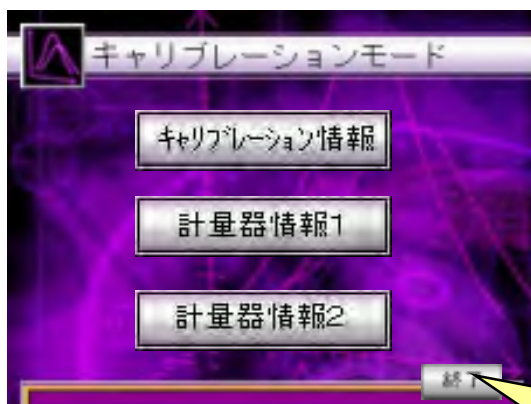 キャリブレーションモード
ｷｬﾘﾌﾞﾚｰｼｮﾝ情報
計量器情報1
計量器情報2
終了